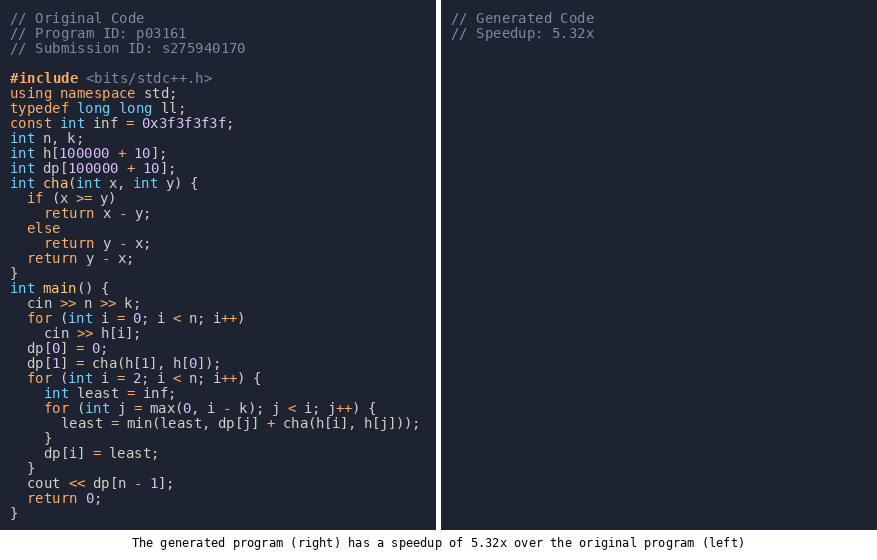 // Original Code
// Program ID: p03161
// Submission ID: s275940170

#include <bits/stdc++.h>
using namespace std;
typedef long long ll;
const int inf = 0x3f3f3f3f;
int n, k;
int h[100000 + 10];
int dp[100000 + 10];
int cha(int x, int y) {
  if (x >= y)
    return x - y;
  else
    return y - x;
  return y - x;
}
int main() {
  cin >> n >> k;
  for (int i = 0; i < n; i++)
    cin >> h[i];
  dp[0] = 0;
  dp[1] = cha(h[1], h[0]);
  for (int i = 2; i < n; i++) {
    int least = inf;
    for (int j = max(0, i - k); j < i; j++) {
      least = min(least, dp[j] + cha(h[i], h[j]));
    }
    dp[i] = least;
  }
  cout << dp[n - 1];
  return 0;
}
// Generated Code
// Speedup: 5.32x
The generated program (right) has a speedup of 5.32x over the original program (left)